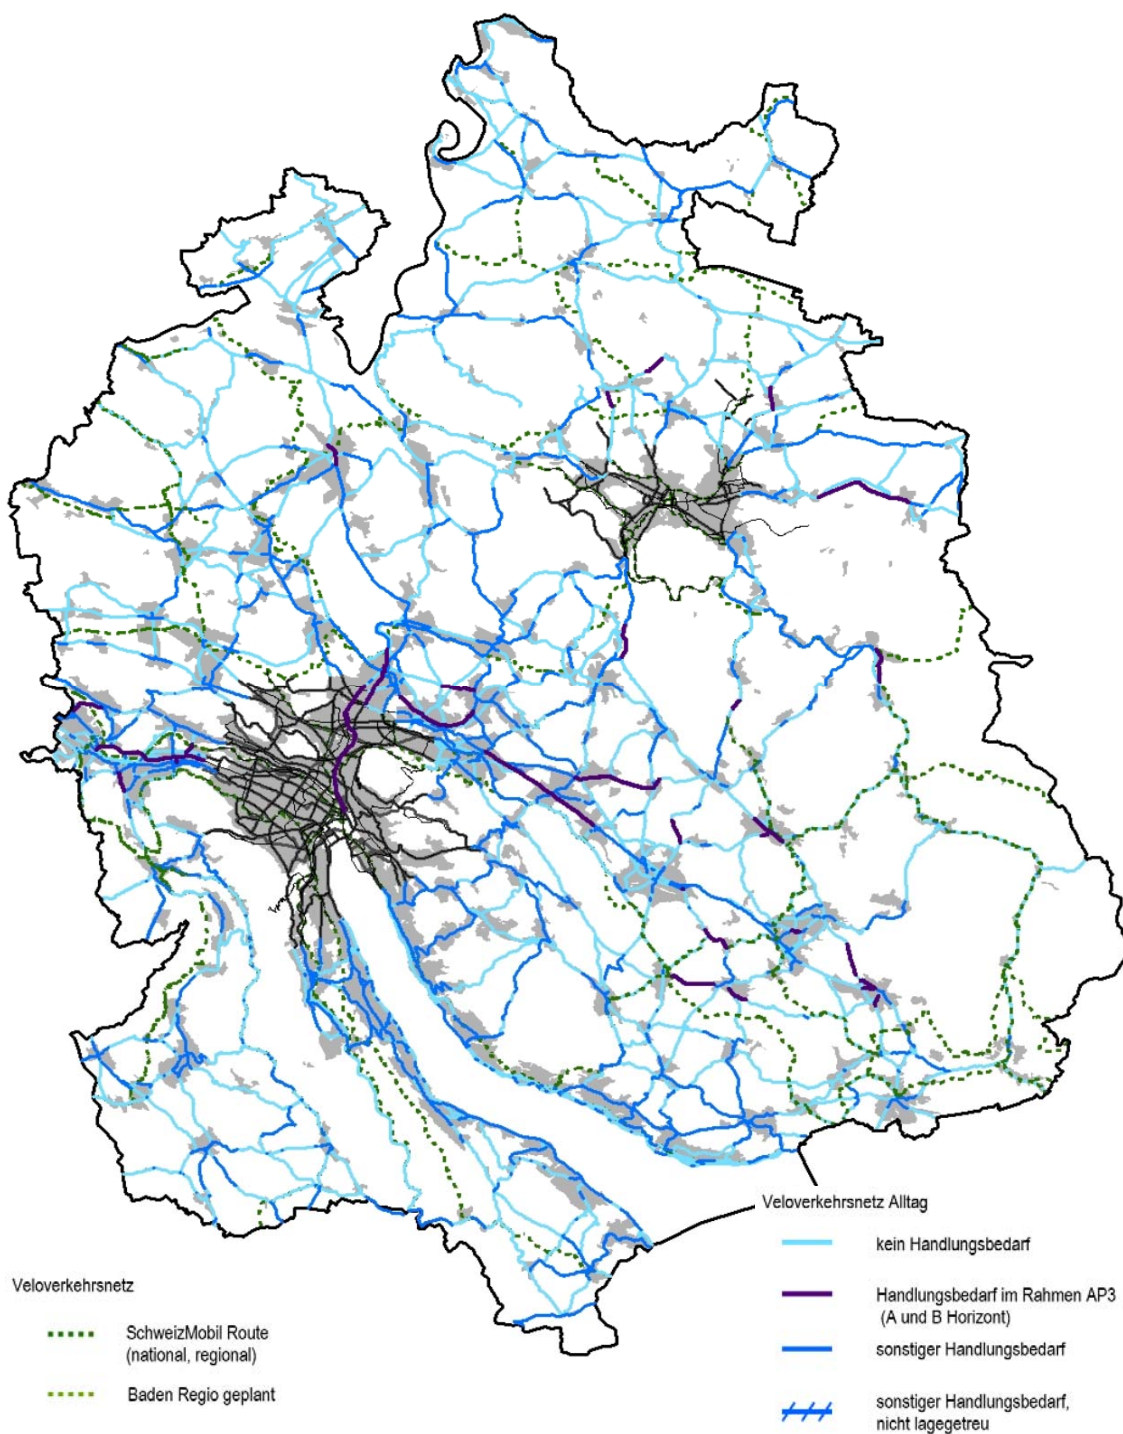 Veloverkehrsnetz Alltag
kein Handlungsbedarf
Handlungsbedarf im Rahmen AP3
(A und B Horizont)
sonstiger Handlungsbedarf
sonstiger Handlungsbedarf,
nicht lagegetreu
Veloverkehrsnetz
SchweizMobil Route
(national, regional)
Baden Regio geplant